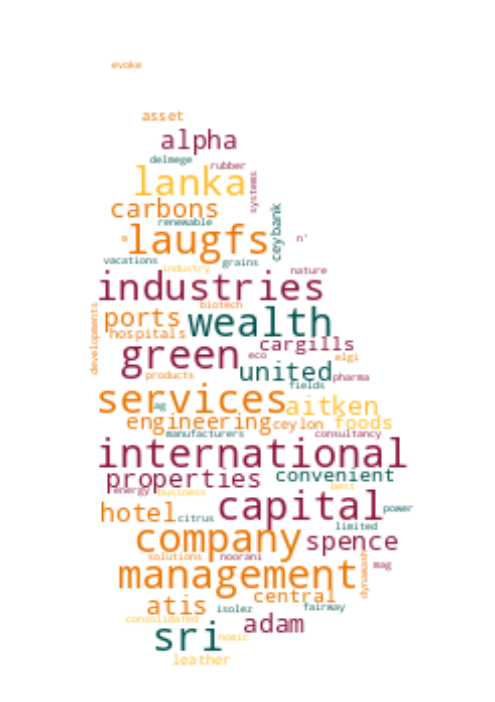 evoke
asset
alpha
delmege
rubber
lanka
systems
carbons
renewable
ceybank
laugfs
n'
vacations
grains
industry
nature
industries
biotech
developments
ports
wealth
hospitals
cargills
green
eco
elgi
united
products
pharma
fields
services
ag
aitken
engineering
ceylon
foods
manufacturers
consultancy
international
properties
convenient
energy
business
best
capital
hotel
citrus
power
limited
company
spence
solutions
noorani
dynawash
mag
management
central
atis
isolez
fairway
consolidated
adam
sri
nomic
leather